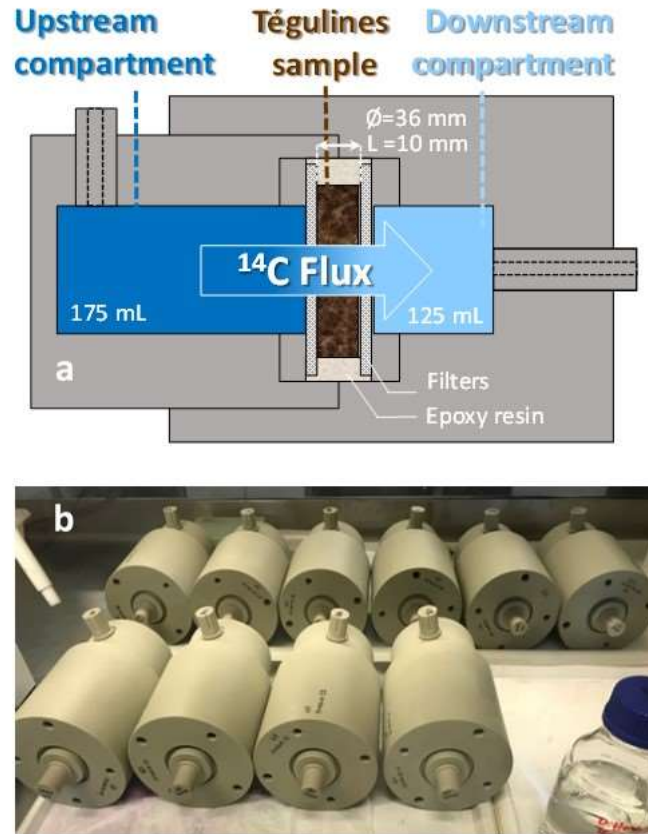 Upstream
compartment
Tégulines
sample
Downstream
compartment
Ø=36 mm
L =10 mm
¹⁴C Flux
175 mL
125 mL
a
Filters
Epoxy resin
b